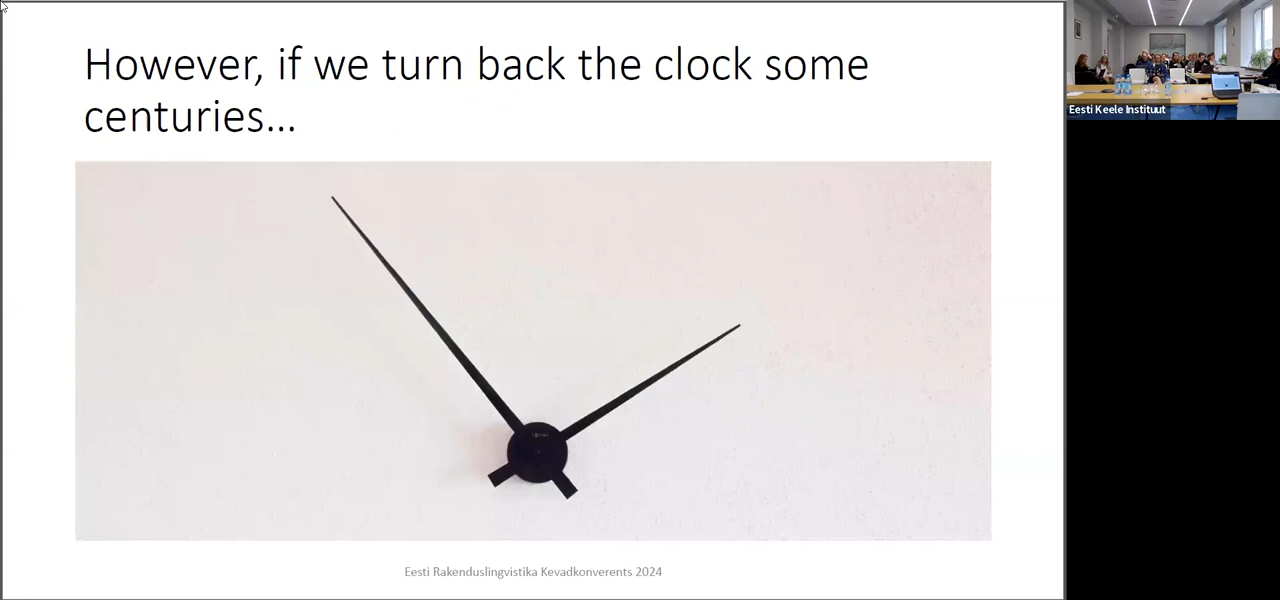 However, if we turn back the clock some
centuries...
Eesti Rakenduslingvistika Kevadkonverents 2024
Eesti Keele Instituut